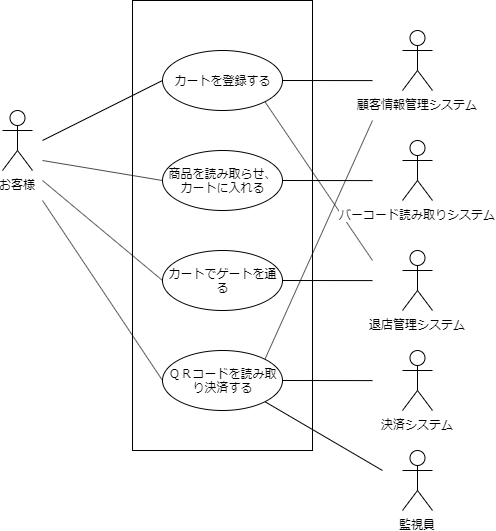 カートを登録する
顧客情報管理システム
商品を読み取らせ、
カートに入れる
お客様
バーコード読み取りシステム
カートでゲートを通
る
退店管理システム
ＱＲコードを読み取
り決済する
決済システム
監視員